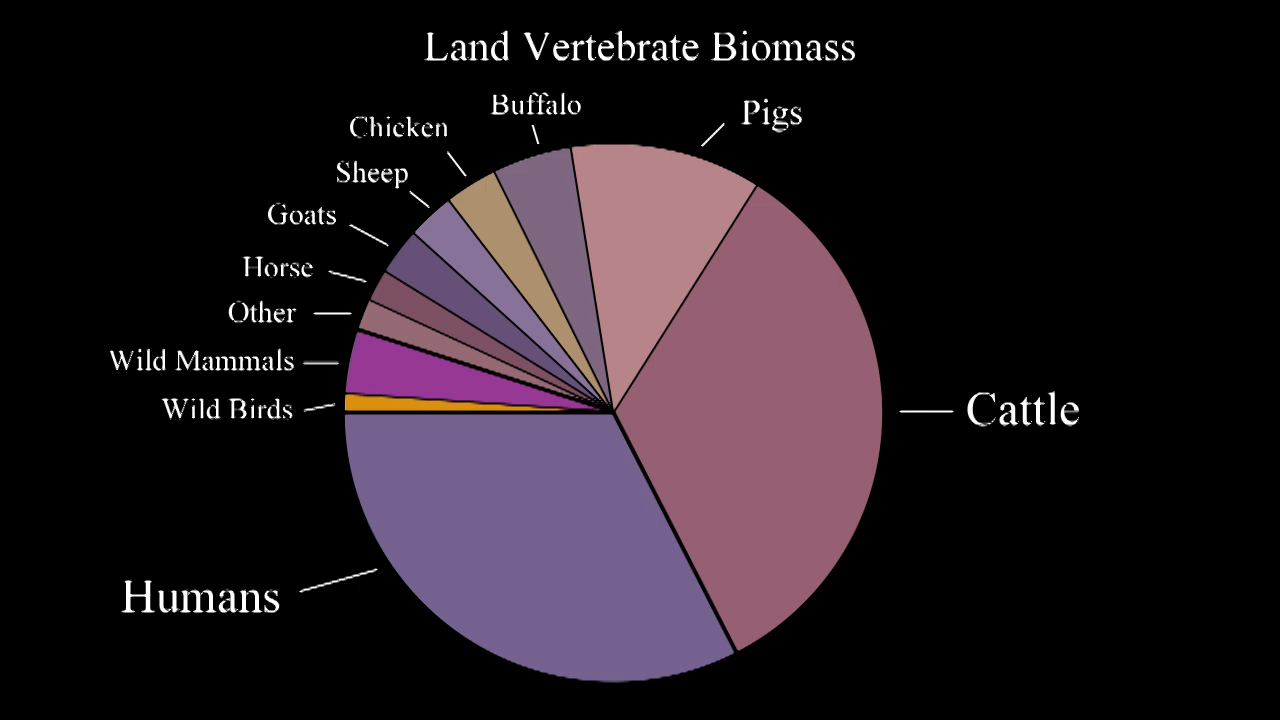 Land Vertebrate Biomass
Buffalo
Pigs
Chicken
Sheep
Goats
Horse
Other
Wild Mammals
Wild Birds
Cattle
Humans